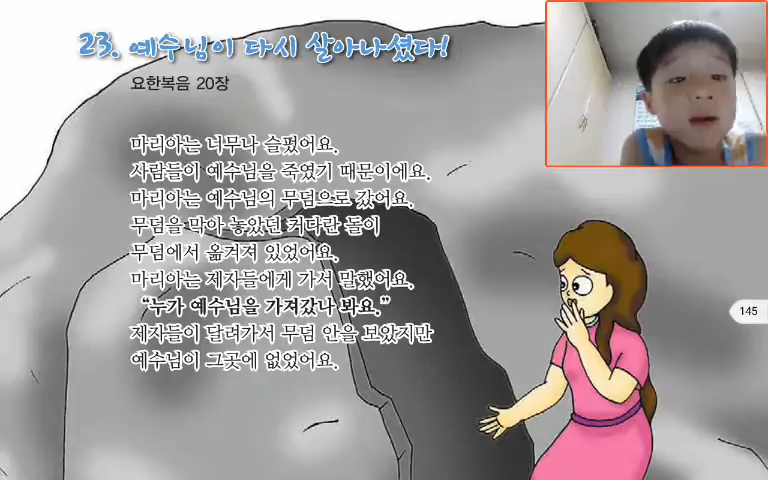 23. 예수님이 다시 살아나셨다!
요한복음 20장
마리아는 너무나 슬펐어요.
사람들이 예수님을 죽였기 때문이에요.
마리아는 예수님의 무덤으로 갔어요.
무덤을 막아 놓았던 커다란 돌이
무덤에서 옮겨져 있었어요.
마리아는 제자들에게 가서 말했어요.
“누가 예수님을 가져갔나 봐요.”
제자들이 달려가서 무덤 안을 보았지만
예수님이 그곳에 없었어요.
145